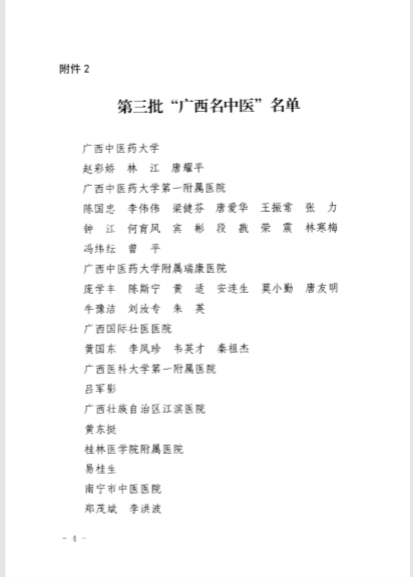 附件 2
第三批“广西名中医”名单
广西中医药大学
赵彩娇 林 江 唐耀平
广西中医药大学第一附属医院
陈国忠 李伟伟 梁健芬 唐爱华 王振常 张 力
钟 江 何育风 宾 彬 段 戡 荣 震 林寒梅
冯纬纭 曹 平
广西中医药大学附属瑞康医院
庞学丰 陈斯宁 黄 适 安连生 莫小勤 唐友明
牛豫洁 刘汝专 朱 英
广西国际壮医医院
黄国东 李凤珍 韦英才 秦祖杰
广西医科大学第一附属医院
吕军影
广西壮族自治区江滨医院
黄东挺
桂林医学院附属医院
易桂生
南宁市中医医院
郑茂斌 李洪波
- 4 -